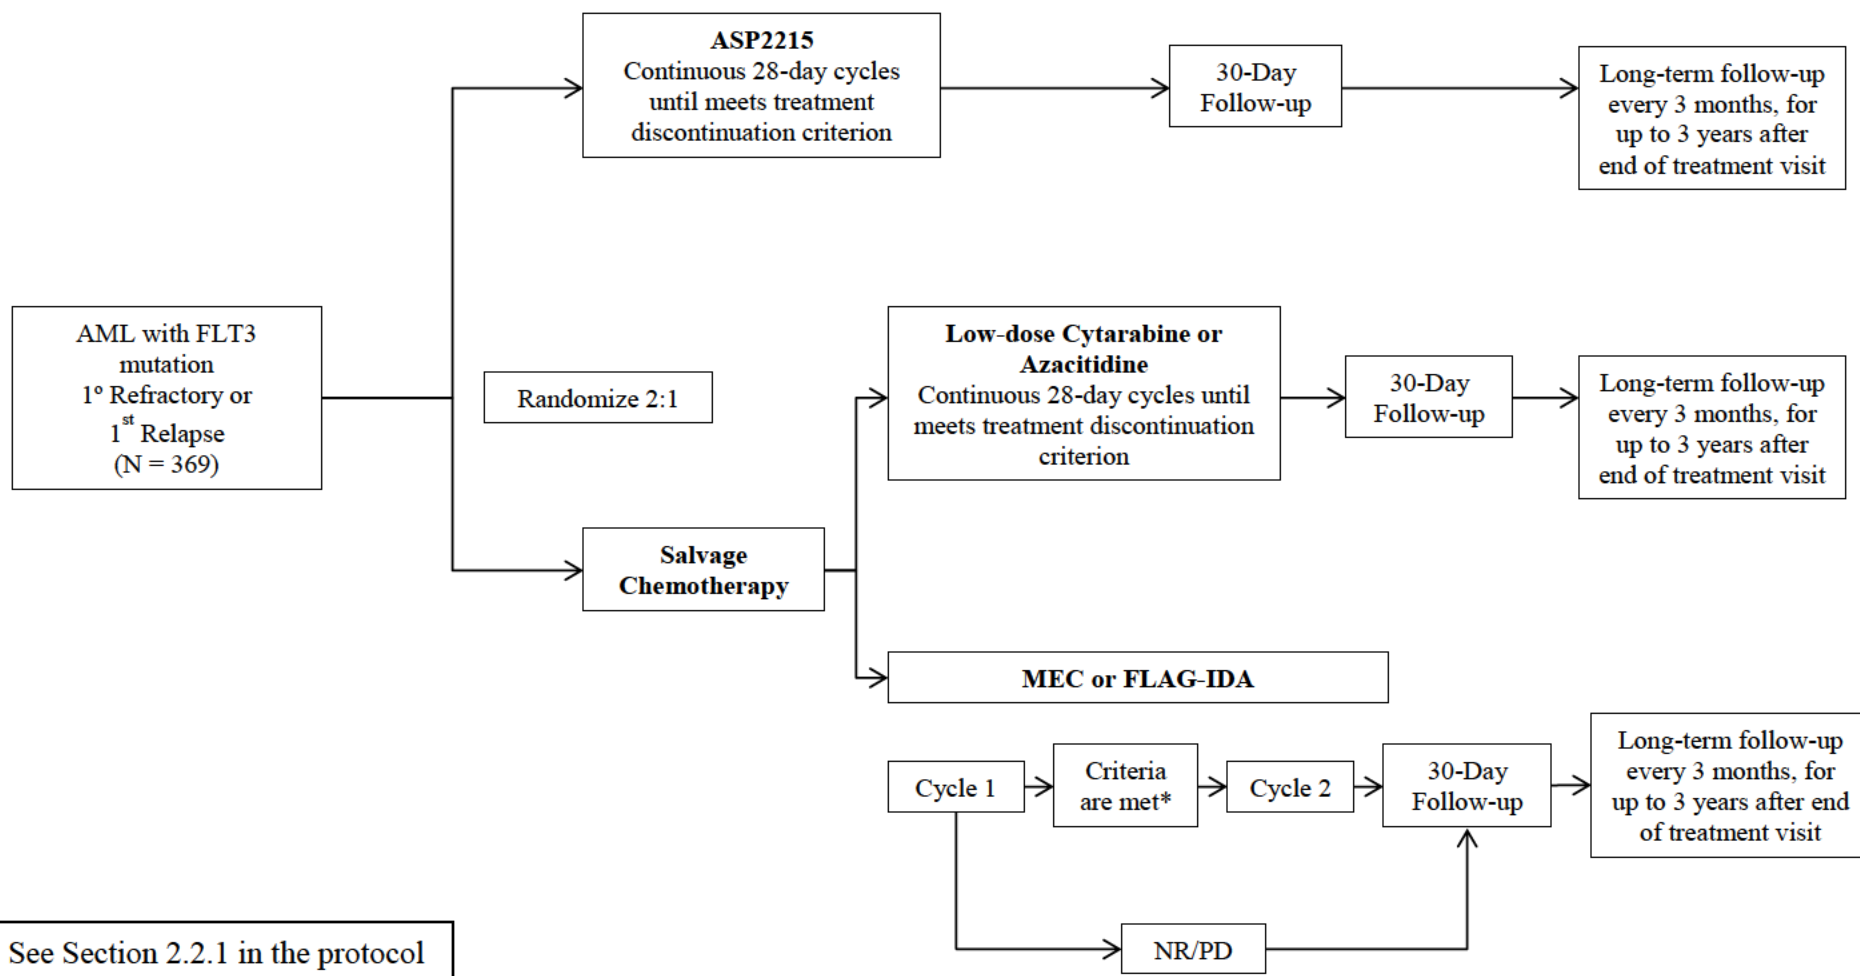 ASP2215
Continuous 28-day cycles
until meets treatment
discontinuation criterion
30-Day
Follow-up
Long-term follow-up
every 3 months, for
up to 3 years after
end of treatment visit
AML with FLT3
mutation
1º Refractory or
1st Relapse
(N = 369)
Randomize 2:1
Low-dose Cytarabine or
Azacitidine
Continuous 28-day cycles until
meets treatment discontinuation
criterion
30-Day
Follow-up
Long-term follow-up
every 3 months, for
up to 3 years after
end of treatment visit
Salvage
Chemotherapy
MEC or FLAG-IDA
Cycle 1
Criteria
are met*
Cycle 2
30-Day
Follow-up
Long-term follow-up
every 3 months, for
up to 3 years after end
of treatment visit
NR/PD
See Section 2.2.1 in the protocol